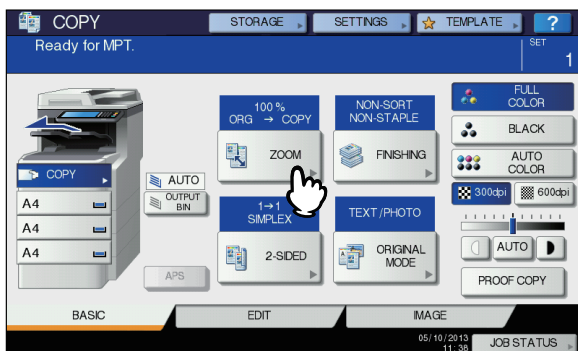 COPY
STORAGE
SETTINGS
TEMPLATE
?
Ready for MPT.
SET
1
100 %
ORG → COPY
ZOOM
NON-SORT
NON-STAPLE
FINISHING
FULL
COLOR
BLACK
AUTO
COLOR
300dpi
600dpi
COPY
A4
A4
A4
AUTO
OUTPUT
BIN
APS
1→1
SIMPLEX
2-SIDED
TEXT/PHOTO
ORIGINAL
MODE
AUTO
PROOF COPY
BASIC
EDIT
IMAGE
05/10/2013
11:38
JOB STATUS